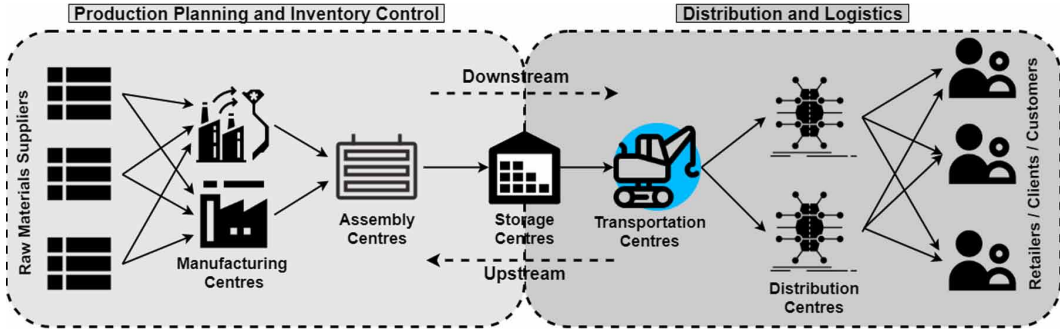 Production Planning and Inventory Control
Distribution and Logistics
Raw Materials Suppliers
Downstream
Manufacturing
Centres
Assembly
Centres
Storage
Centres
Transportation
Centres
Upstream
Distribution
Centres
Retailers / Clients / Customers